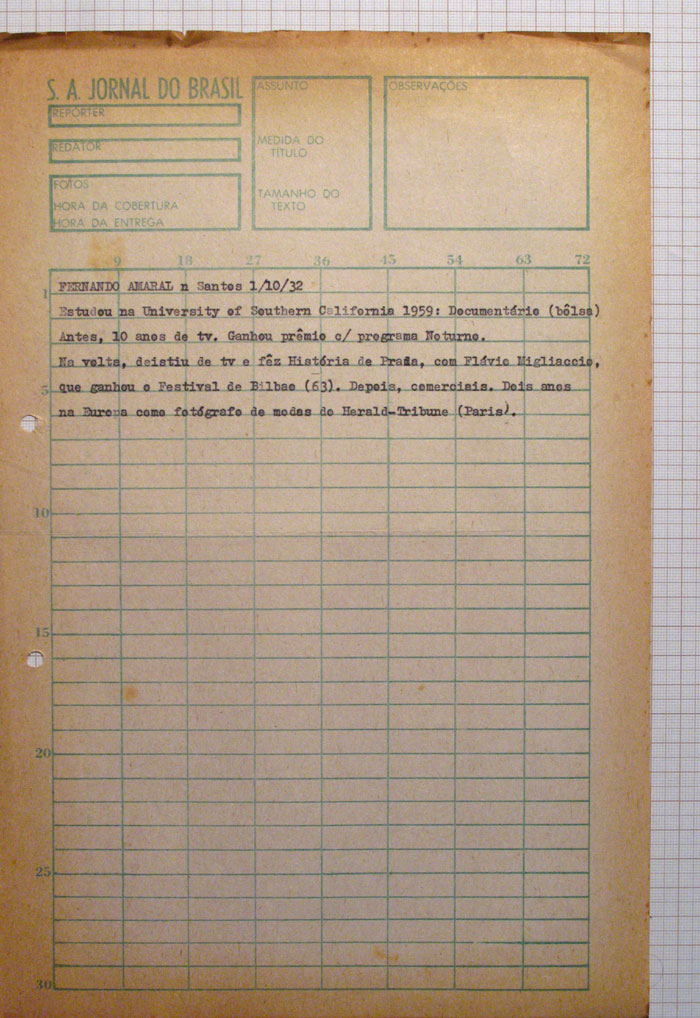 S. A. JORNAL DO BRASIL
REPÓRTER
REDATOR
FOTOS
HORA DA COBERTURA
HORA DA ENTREGA
ASSUNTO
MEDIDA DO
TÍTULO
TAMANHO DO
TEXTO
OBSERVAÇÕES
9 18 27 36 45 54 63 72
FERNANDO AMARAL n Santos 1/10/32
1
Estudou na University of Southern California 1959: Documentário (bôlsa)
Antes, 10 anos de tv. Ganhou prêmio c/ programa Noturno.
Na volta, deistiu de tv e fêz História de Praia, com Flávio Migliaccio,
5
que ganhou o Festival de Bilbao (63). Depois, comerciais. Dois anos
na Europa como fotógrafo de modas do Herald-Tribune (Paris).
10
15
20
25
30